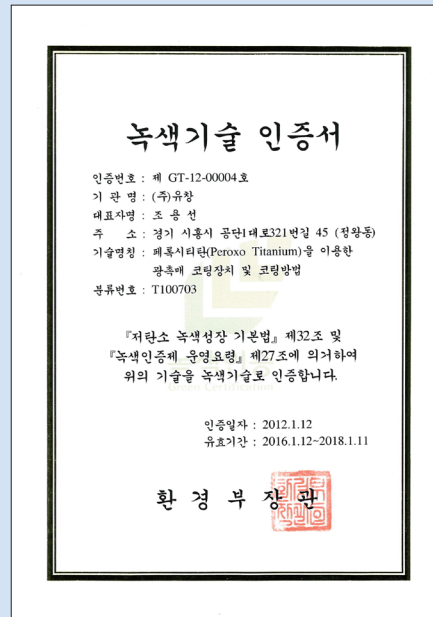 녹색기술 인증서
인증번호 : 제 GT-12-00004호
기 관 명 : (주)유창
대표자명 : 조 용 선
주 소 : 경기 시흥시 공단1대로321번길 45 (정왕동)
기술명칭 : 페록시티탄(Peroxo Titanium)을 이용한
광촉매 코팅장치 및 코팅방법
분류번호 : T100703
『저탄소 녹색성장 기본법』 제32조 및
『녹색인증제 운영요령』 제27조에 의거하여
위의 기술을 녹색기술로 인증합니다.
Green Certification
인증일자 : 2012.1.12
유효기간 : 2016.1.12~2018.1.11
환 경 부 장 관